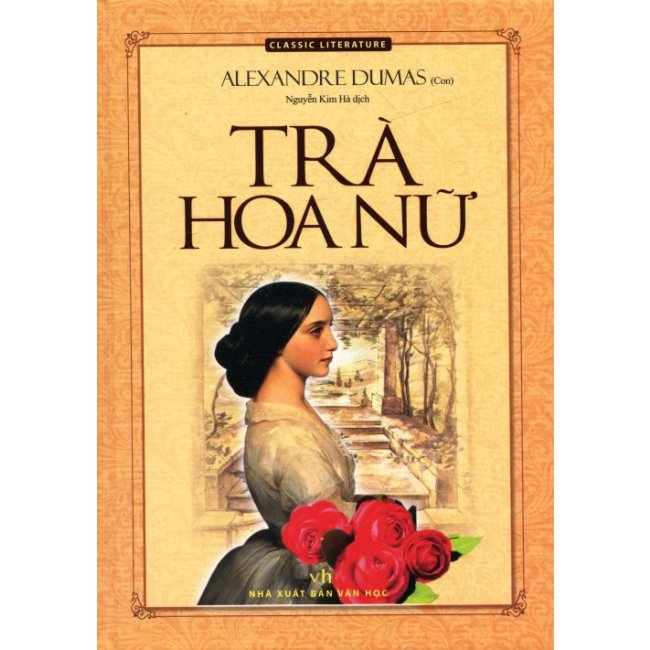 CLASSIC LITERATURE
ALEXANDRE DUMAS (Con)
Nguyễn Kim Hà dịch
TRÀ
HOA NỮ
vh
NHÀ XUẤT BẢN VĂN HỌC